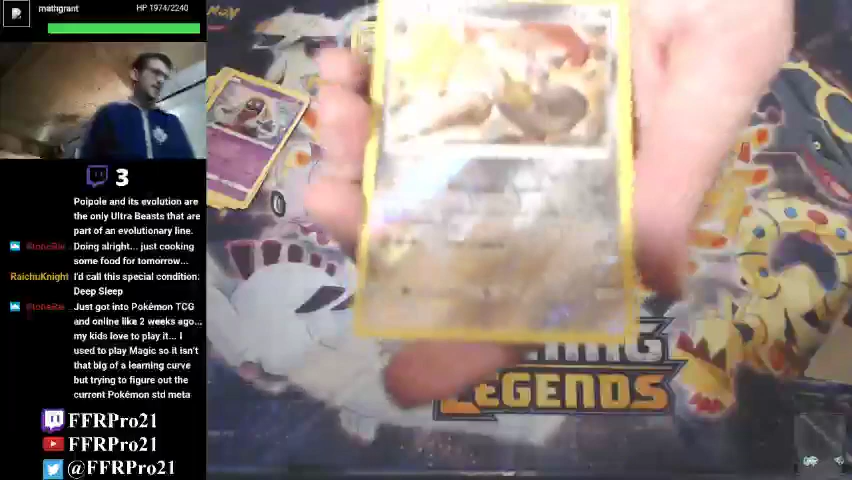 mathgrant
HP 1974/2240
3
Poipole and its evolution are
the only Ultra Beasts that are
part of an evolutionary line.
Doing alright... just cooking
some food for tomorrow...
RaichuKnight I'd call this special condition:
Deep Sleep
Just got into Pokémon TCG
and online like 2 weeks ago...
my kids love to play it... I
used to play Magic so it isn't
that big of a learning curve
but trying to figure out the
current Pokémon std meta
FFRPro21
FFRPro21
@FFRPro21
LEGENDS